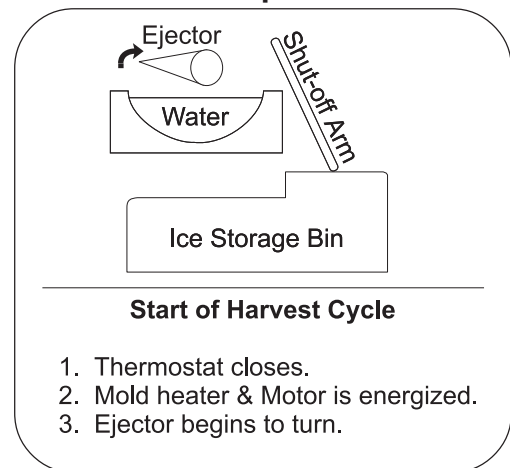 Ejector
Shut-off Arm
Water
Ice Storage Bin
Start of Harvest Cycle
1. Thermostat closes.
2. Mold heater & Motor is energized.
3. Ejector begins to turn.